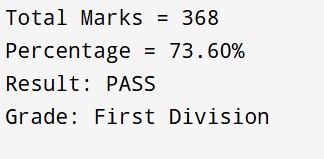 Total Marks = 368
Percentage = 73.60%
Result: PASS
Grade: First Division